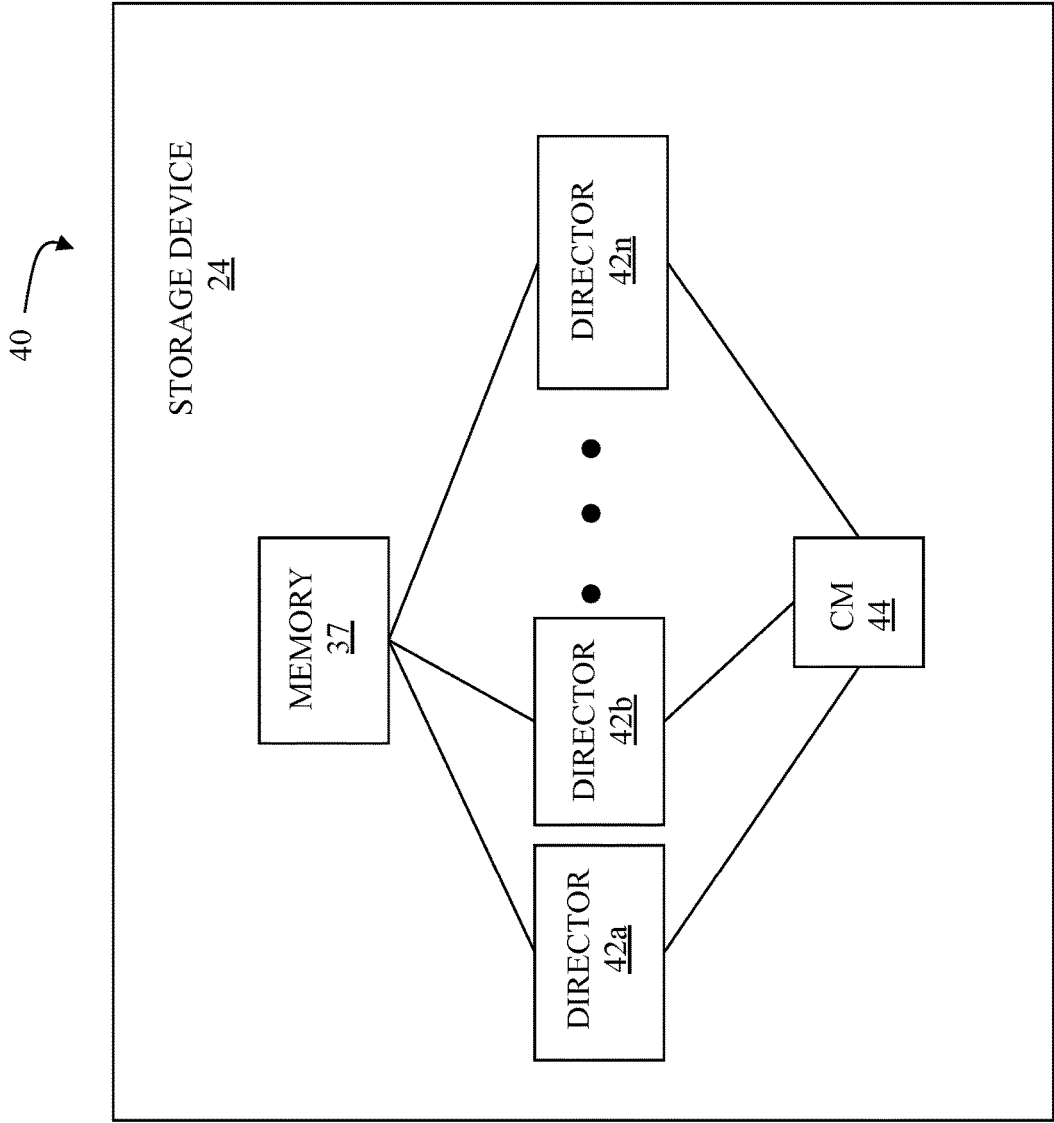 40
STORAGE DEVICE
24
MEMORY
37
DIRECTOR
42a
DIRECTOR
42b
DIRECTOR
42n
CM
44